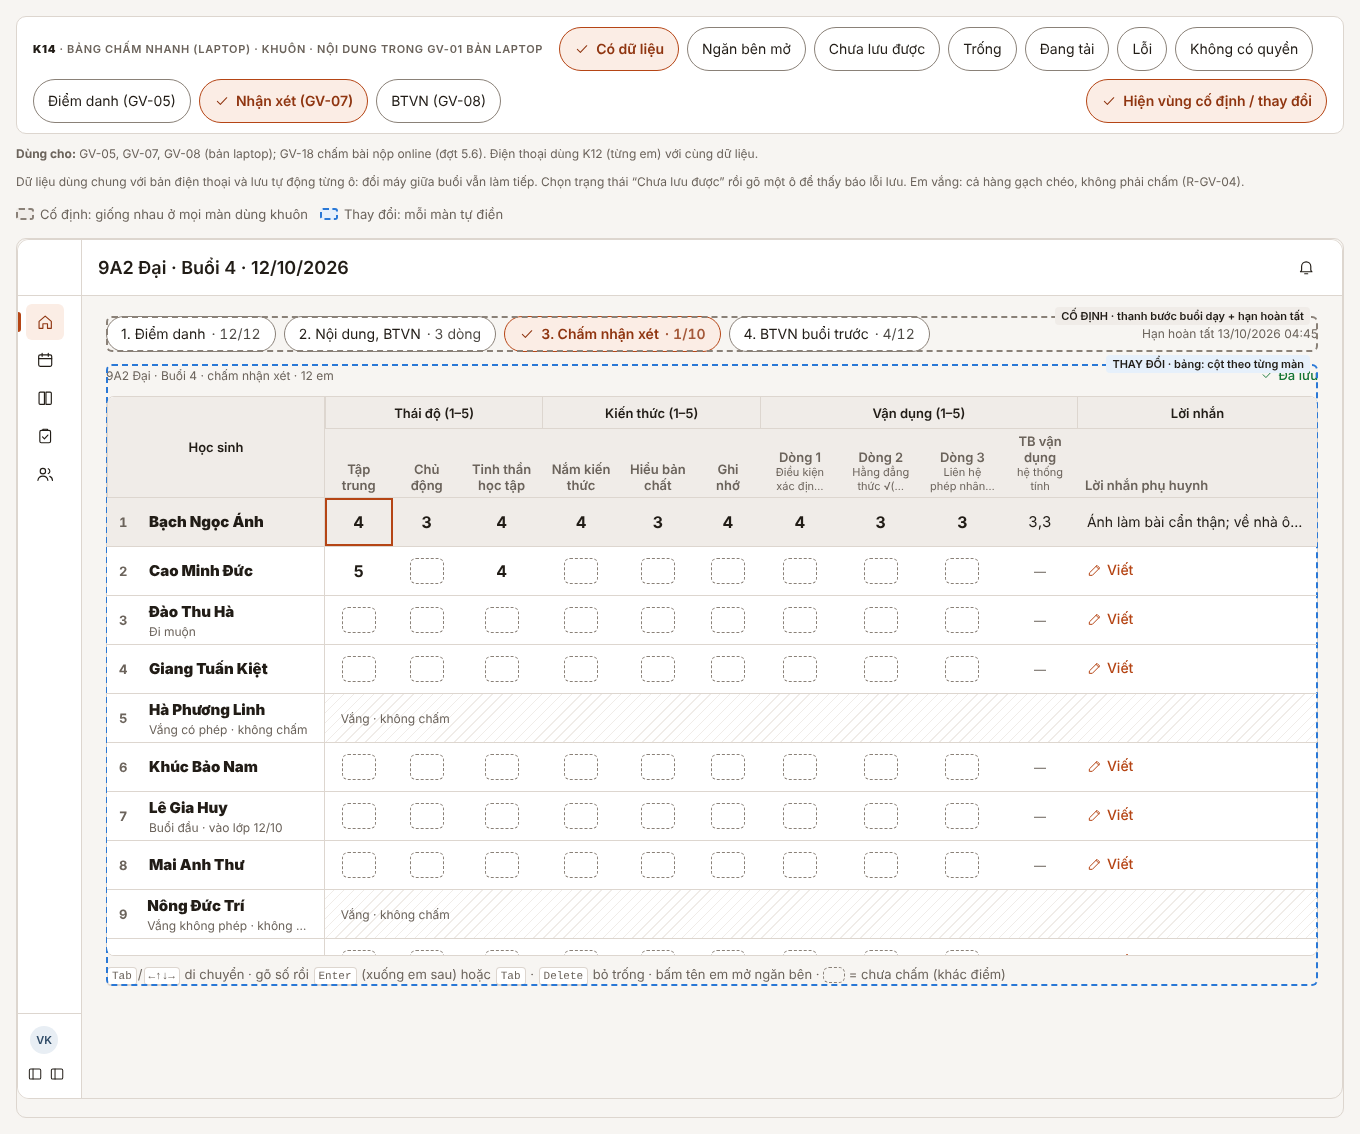 K14 · BẢNG CHẤM NHANH (LAPTOP) · KHUÔN · NỘI DUNG TRONG GV-01 BẢN LAPTOP
Có dữ liệu
Ngăn bên mở
Chưa lưu được
Trống
Đang tải
Lỗi
Không có quyền
Điểm danh (GV-05)
Nhận xét (GV-07)
BTVN (GV-08)
Hiện vùng cố định / thay đổi
Dùng cho: GV-05, GV-07, GV-08 (bản laptop); GV-18 chấm bài nộp online (đợt 5.6). Điện thoại dùng K12 (từng em) với cùng dữ liệu.
Dữ liệu dùng chung với bản điện thoại và lưu tự động từng ô: đổi máy giữa buổi vẫn làm tiếp. Chọn trạng thái “Chưa lưu được” rồi gõ một ô để thấy báo lỗi lưu. Em vắng: cả hàng gạch chéo, không phải chấm (R-GV-04).
Cố định: giống nhau ở mọi màn dùng khuôn
Thay đổi: mỗi màn tự điền
9A2 Đại · Buổi 4 · 12/10/2026
CỐ ĐỊNH · thanh bước buổi dạy + hạn hoàn tất
1. Điểm danh · 12/12
2. Nội dung, BTVN · 3 dòng
3. Chấm nhận xét · 1/10
4. BTVN buổi trước · 4/12
Hạn hoàn tất 13/10/2026 04:45
THAY ĐỔI · bảng: cột theo từng màn
9A2 Đại · Buổi 4 · chấm nhận xét · 12 em
Đã lưu
Học sinh
Thái độ (1–5)
Kiến thức (1–5)
Vận dụng (1–5)
Lời nhắn
Tập trung
Chủ động
Tinh thần học tập
Nắm kiến thức
Hiểu bản chất
Ghi nhớ
Dòng 1
Điều kiện xác địn...
Dòng 2
Hằng đẳng thức √(...
Dòng 3
Liên hệ phép nhân...
TB vận dụng
hệ thống tính
Lời nhắn phụ huynh
1 Bạch Ngọc Ánh 4 3 4 4 3 4 4 3 3 3,3 Ánh làm bài cẩn thận; về nhà ô...
2 Cao Minh Đức 5 4 — Viết
3 Đào Thu Hà — Viết
Đi muộn
4 Giang Tuấn Kiệt — Viết
5 Hà Phương Linh
Vắng có phép · không chấm
Vắng · không chấm
6 Khúc Bảo Nam — Viết
7 Lê Gia Huy — Viết
Buổi đầu · vào lớp 12/10
8 Mai Anh Thư — Viết
9 Nông Đức Trí
Vắng không phép · không ...
Vắng · không chấm
Tab / ←↑↓→ di chuyển · gõ số rồi Enter (xuống em sau) hoặc Tab · Delete bỏ trống · bấm tên em mở ngăn bên · = chưa chấm (khác điểm)
VK